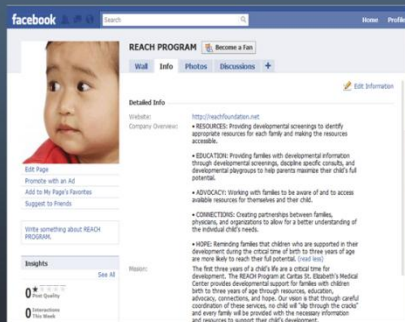 facebook
Search
Home Profile
REACH PROGRAM
Become a Fan
Wall Info Photos Discussions +
Edit Information
Detailed Info
Website: http://reachfoundation.net
Company Overview: • RESOURCES: Providing developmental screenings to identify
appropriate resources for each family and making the resources
accessible.
• EDUCATION: Providing families with developmental information
through developmental screenings, discipline specific consults, and
developmental playgroups to help parents maximize their child's full
potential.
• ADVOCACY: Working with families to be aware of and to access
available resources for themselves and their child.
• CONNECTIONS: Creating partnerships between families,
physicians, and organizations to allow for a better understanding of
the individual child's needs.
• HOPE: Reminding families that children who are supported in their
development during the critical time of birth to three years of age
are more likely to reach their full potential. (read less)
Mission: The first three years of a child's life are a critical time for
development. The REACH Program at Caritas St. Elizabeth's Medical
Center provides developmental support for families with children
birth to three years of age through resources, education,
advocacy, connections, and hope. Our vision is that through careful
coordination of these services, no child will "slip through the cracks"
and every family will be provided with the necessary information
and resources to support their child's development.
Edit Page
Promote with an Ad
Add to My Page's Favorites
Suggest to Friends
Write something about REACH
PROGRAM.
Insights
See All
0 Post Quality
0 Interactions
This Week